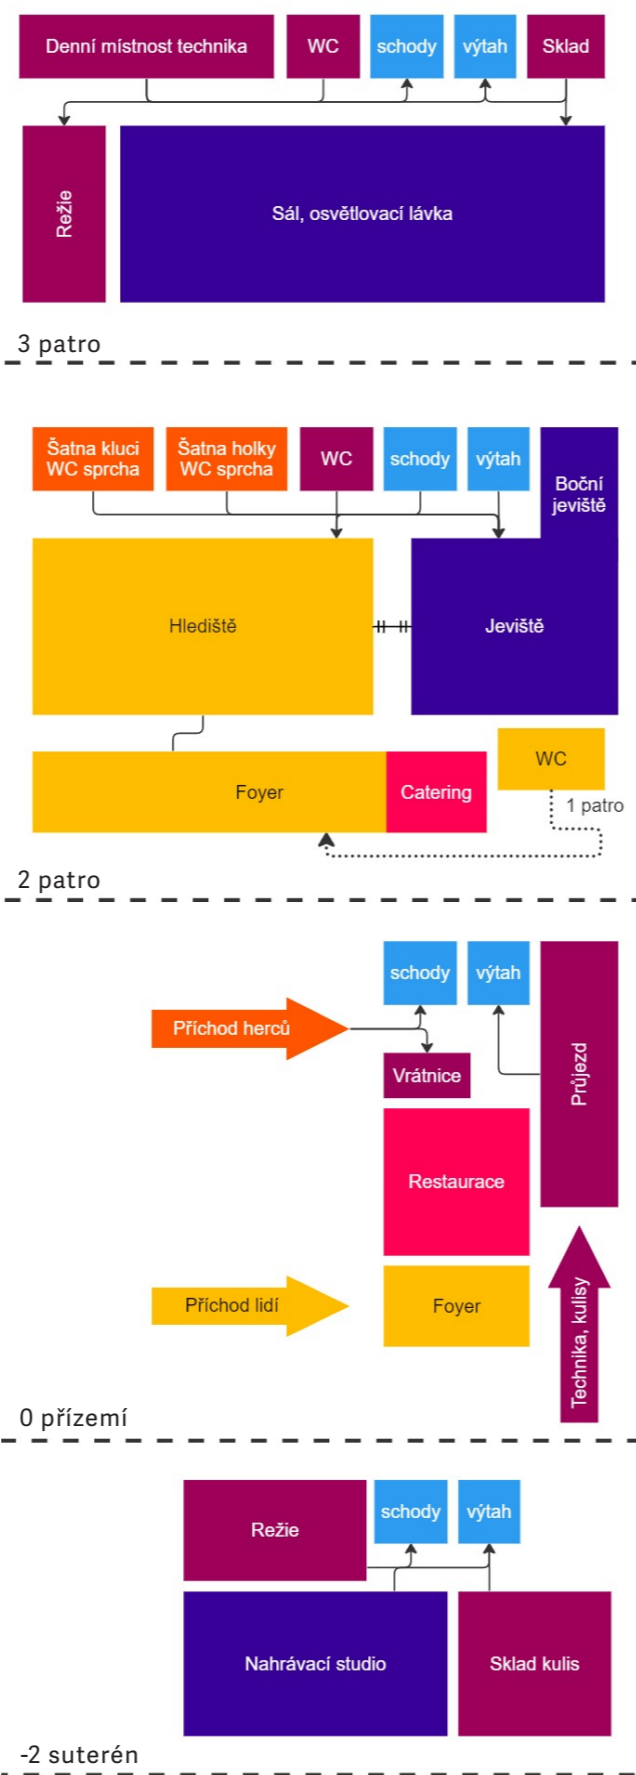 Denní místnost technika
WC
schody
výtah
Sklad
Režie
Sál, osvětlovací lávka
3 patro
Šatna kluci
WC sprcha
Šatna holky
WC sprcha
WC
schody
výtah
Boční
jeviště
Hlediště
Jeviště
Foyer
Catering
WC
1 patro
2 patro
schody
výtah
Průjezd
Příchod herců
Vrátnice
Restaurace
Příchod lidí
Foyer
Technika, kulisy
0 přízemí
Režie
schody
výtah
Nahrávací studio
Sklad kulis
-2 suterén